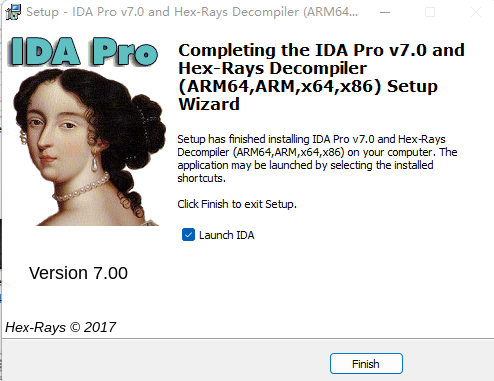 Setup - IDA Pro v7.0 and Hex-Rays Decompiler (ARM64...
IDA Pro
Completing the IDA Pro v7.0 and
Hex-Rays Decompiler
(ARM64,ARM,x64,x86) Setup
Wizard
Setup has finished installing IDA Pro v7.0 and Hex-Rays
Decompiler (ARM64,ARM,x64,x86) on your computer. The
application may be launched by selecting the installed
shortcuts.
Click Finish to exit Setup.
Launch IDA
Version 7.00
Hex-Rays © 2017
Finish